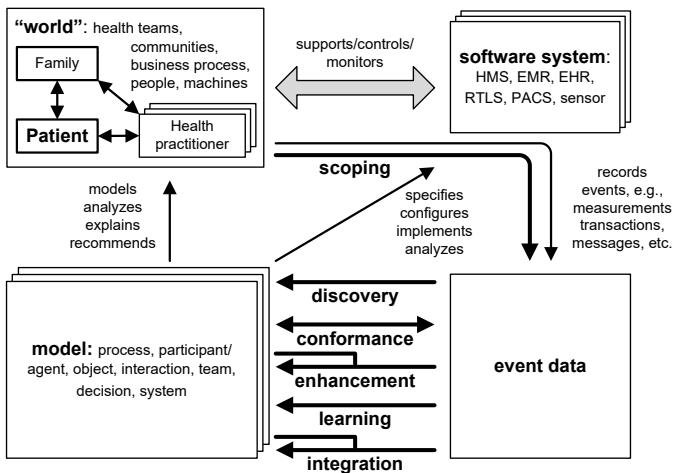 “world”: health teams,
communities,
business process,
people, machines
Family
Patient
Health
practitioner
supports/controls/
monitors
software system:
HMS, EMR, EHR,
RTLS, PACS, sensor
scoping
models
analyzes
explains
recommends
specifies
configures
implements
analyzes
records
events, e.g.,
measurements
transactions,
messages, etc.
model: process, participant/
agent, object, interaction, team,
decision, system
discovery
conformance
enhancement
learning
integration
event data